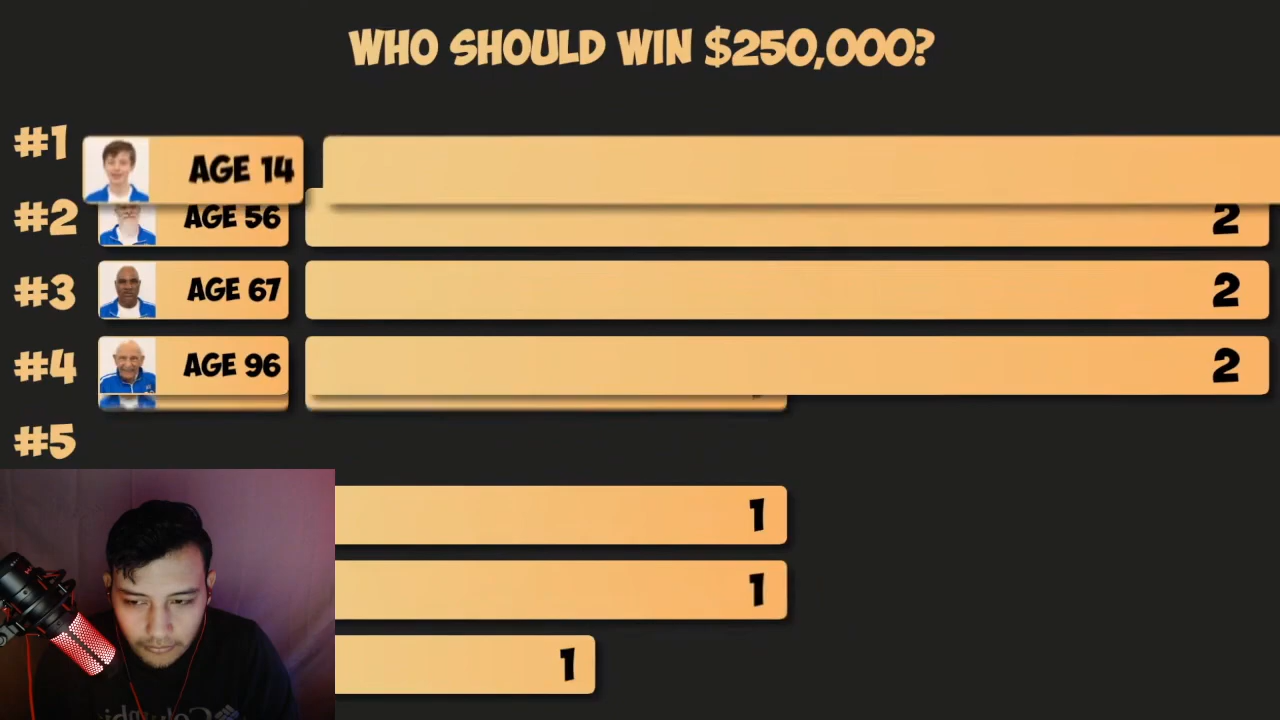 WHO SHOULD WIN $250,000?
#1 AGE 14
#2 AGE 56 2
#3 AGE 67 2
#4 AGE 96 2
#5
1
1
1
Columbia